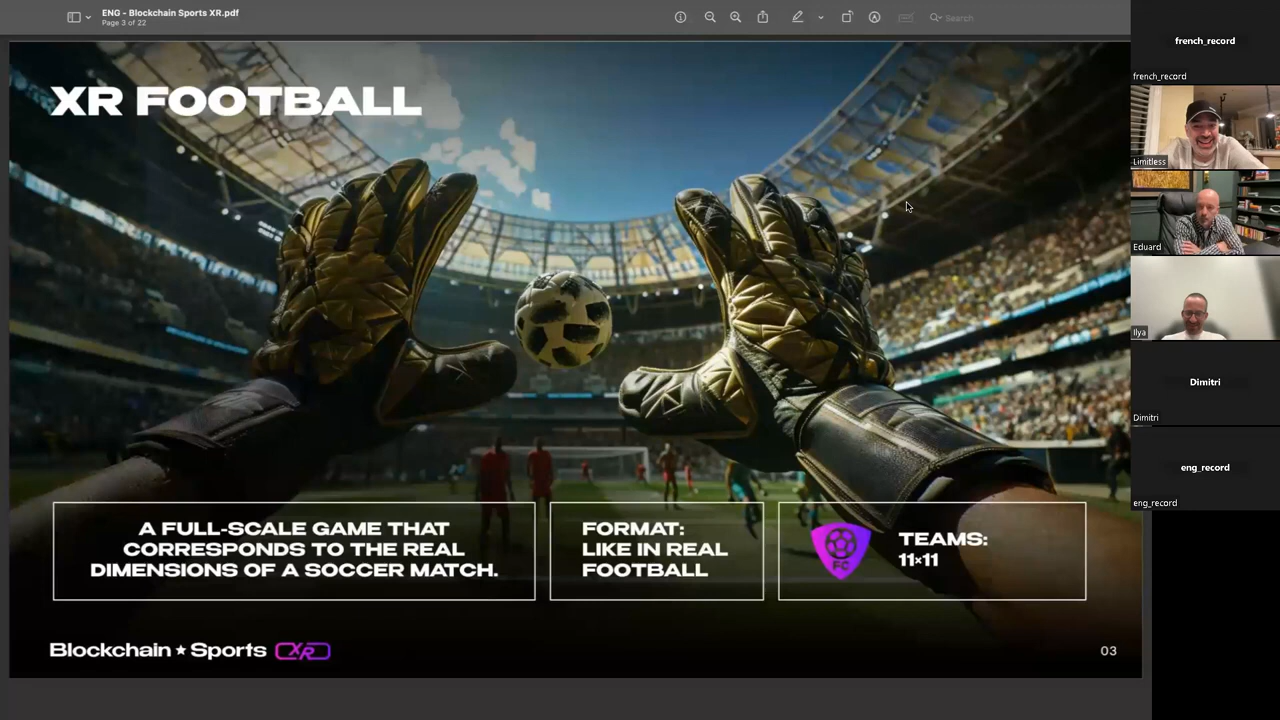 ENG - Blockchain Sports XR.pdf
Page 3 of 22
Search
XR FOOTBALL
A FULL-SCALE GAME THAT
CORRESPONDS TO THE REAL
DIMENSIONS OF A SOCCER MATCH.
FORMAT:
LIKE IN REAL
FOOTBALL
FC
TEAMS:
11×11
Blockchain ★ Sports XR
03
french_record
french_record
Limitless
Eduard
Ilya
Dimitri
Dimitri
eng_record
eng_record